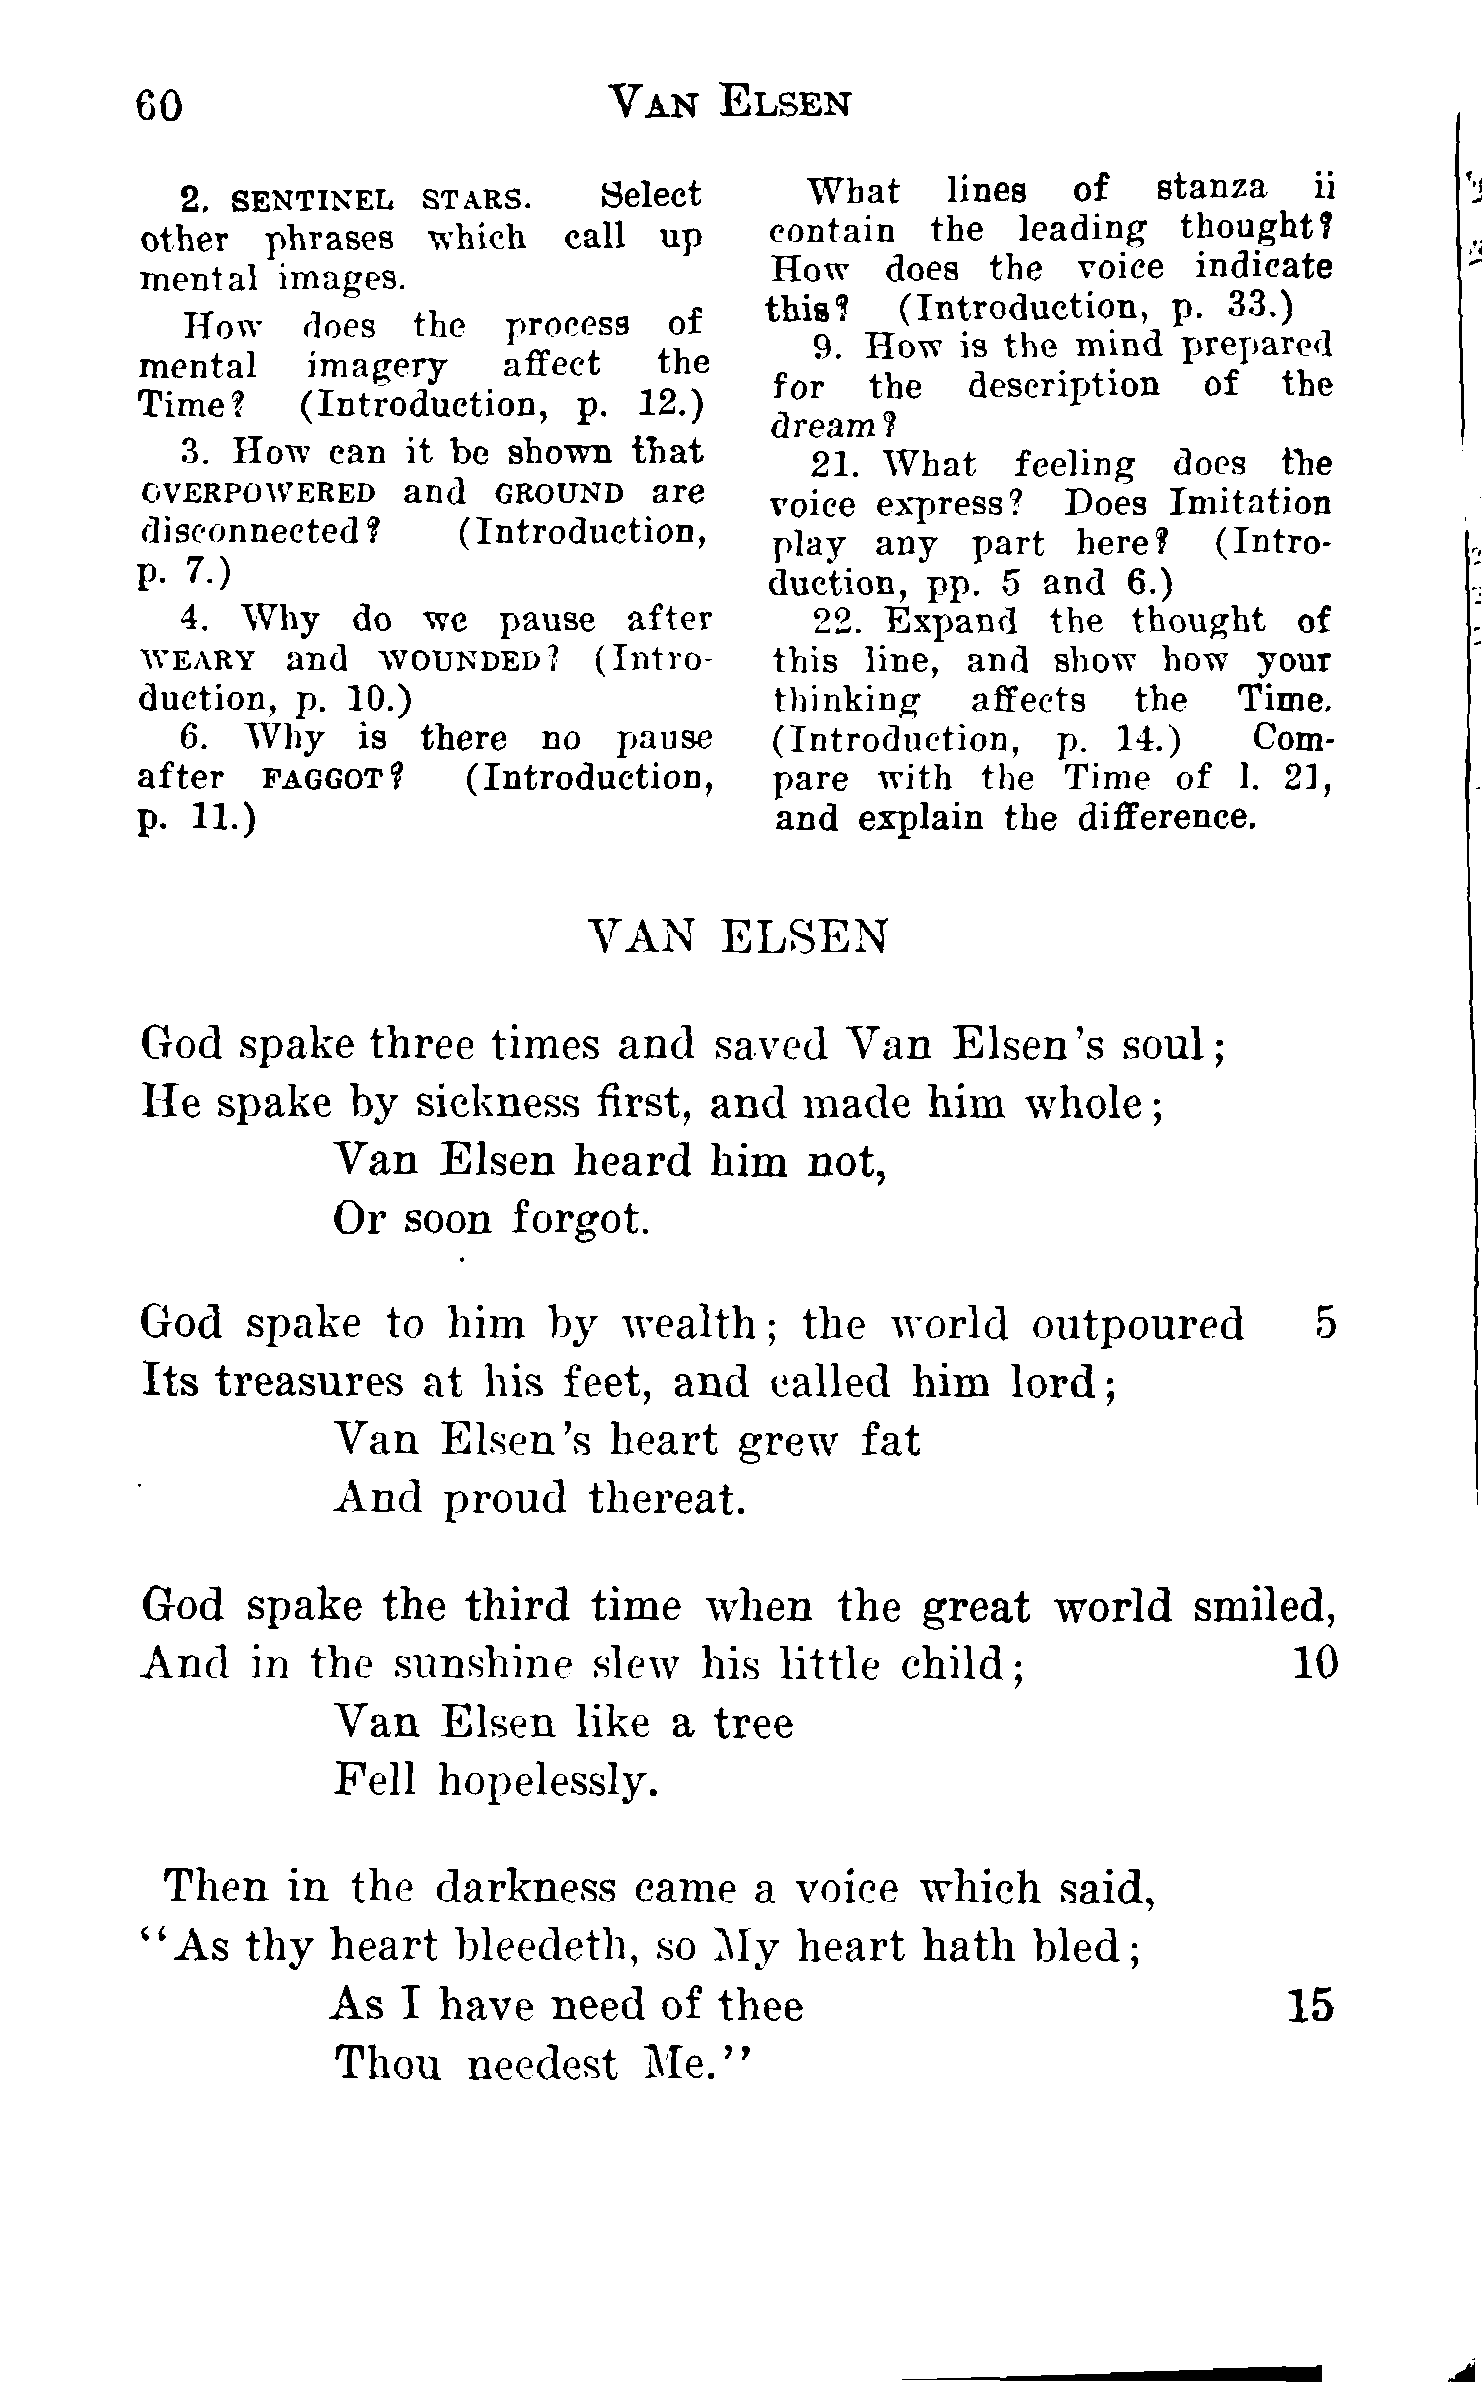 60 VAN ELSEN
2. SENTINEL STARS. Select
other phrases which call up
mental images.
How does the process of
mental imagery affect the
Time? (Introduction, p. 12.)
3. How can it be shown that
OVERPOWERED and GROUND are
disconnected? (Introduction,
p. 7.)
4. Why do we pause after
WEARY and WOUNDED? (Intro-
duction, p. 10.)
6. Why is there no pause
after FAGGOT? (Introduction,
p. 11.)
What lines of stanza ii
contain the leading thought?
How does the voice indicate
this? (Introduction, p. 33.)
9. How is the mind prepared
for the description of the
dream?
21. What feeling does the
voice express? Does Imitation
play any part here? (Intro-
duction, pp. 5 and 6.)
22. Expand the thought of
this line, and show how your
thinking affects the Time.
(Introduction, p. 14.) Com-
pare with the Time of l. 21,
and explain the difference.
VAN ELSEN
God spake three times and saved Van Elsen's soul;
He spake by sickness first, and made him whole;
Van Elsen heard him not,
Or soon forgot.
God spake to him by wealth; the world outpoured 5
Its treasures at his feet, and called him lord;
Van Elsen's heart grew fat
And proud thereat.
God spake the third time when the great world smiled,
And in the sunshine slew his little child; 10
Van Elsen like a tree
Fell hopelessly.
Then in the darkness came a voice which said,
"As thy heart bleedeth, so My heart hath bled;
As I have need of thee 15
Thou needest Me."